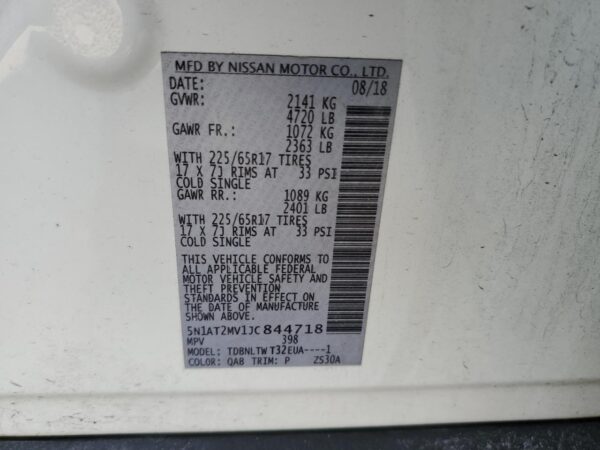 MFD BY NISSAN MOTOR CO., LTD.
DATE: 08/18
GVWR: 2141 KG
4720 LB
GAWR FR.: 1072 KG
2363 LB
WITH 225/65R17 TIRES
17 X 7J RIMS AT 33 PSI
COLD SINGLE
GAWR RR.: 1089 KG
2401 LB
WITH 225/65R17 TIRES
17 X 7J RIMS AT 33 PSI
COLD SINGLE
THIS VEHICLE CONFORMS TO
ALL APPLICABLE FEDERAL
MOTOR VEHICLE SAFETY AND
THEFT PREVENTION
STANDARDS IN EFFECT ON
THE DATE OF MANUFACTURE
SHOWN ABOVE.
5N1AT2MV1JC844718
MPV 398
MODEL: TDBNLTW T32EUA----1
COLOR: QAB TRIM: P ZS30A